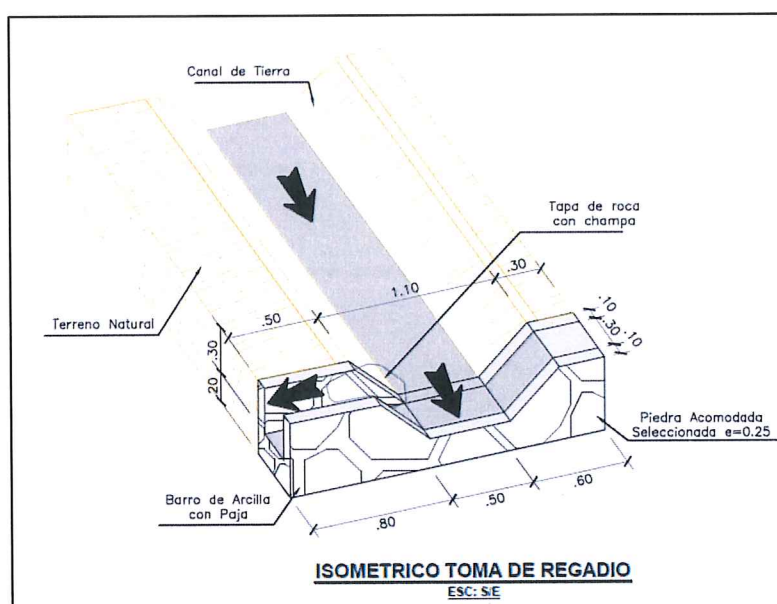 Canal de Tierra
Tapa de roca
con champa
.30
1.10
.50
.10
.30
.10
Terreno Natural
.30
.20
Piedra Acomodada
Seleccionada e=0.25
Barro de Arcilla
con Paja
.80
.50
.60
ISOMETRICO TOMA DE REGADIO
ESC: S/E